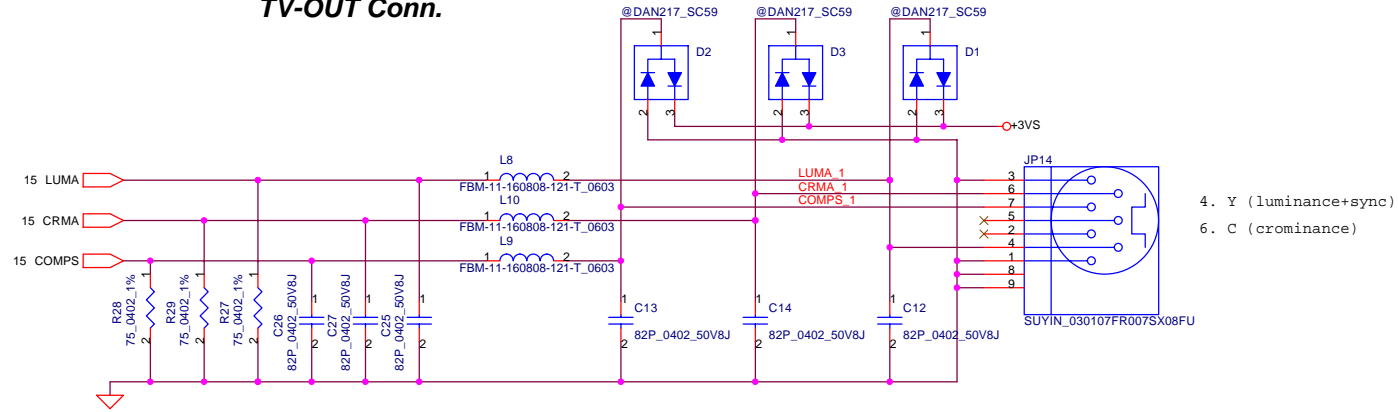 TV-OUT Conn.
@DAN217_SC59
@DAN217_SC59
@DAN217_SC59
1
1
1
D2
D3
D1
2
3
2
3
2
3
+3VS
JP14
15 LUMA
1
L8
2
FBM-11-160808-121-T_0603
LUMA_1
CRMA_1
COMPS_1
15 CRMA
1
L10
2
FBM-11-160808-121-T_0603
15 COMPS
1
L9
2
FBM-11-160808-121-T_0603
3
6
7
5
2
4
1
8
9
4. Y (luminance+sync)
6. C (crominance)
SUYIN_030107FR007SX08FU
R28
75_0402_1%
1
2
R29
75_0402_1%
1
2
R27
75_0402_1%
1
2
C26
82P_0402_50V8J
1
2
C27
82P_0402_50V8J
1
2
C25
82P_0402_50V8J
1
2
1
C13
82P_0402_50V8J
2
1
C14
82P_0402_50V8J
2
1
C12
82P_0402_50V8J
2